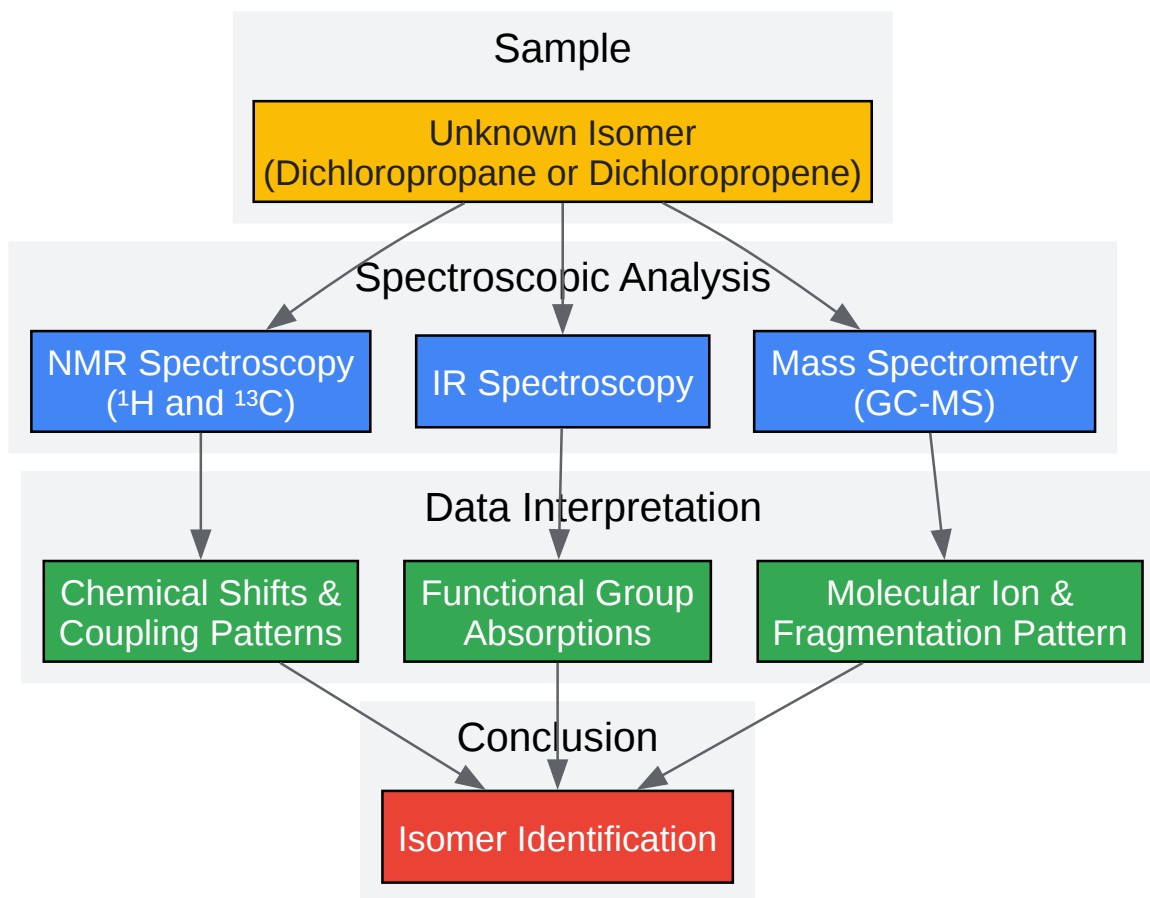 Sample
Unknown Isomer
(Dichloropropane or Dichloropropene)
Spectroscopic Analysis
NMR Spectroscopy
(¹H and ¹³C)
IR Spectroscopy
Mass Spectrometry
(GC-MS)
Data Interpretation
Chemical Shifts &
Coupling Patterns
Functional Group
Absorptions
Molecular Ion &
Fragmentation Pattern
Conclusion
Isomer Identification